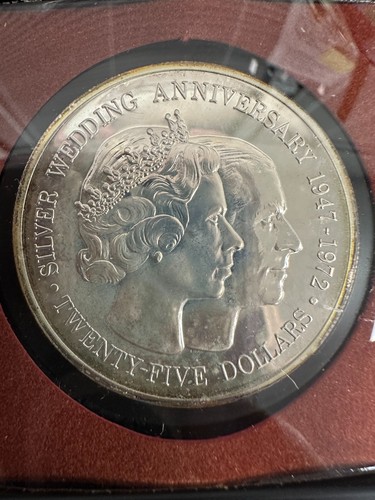 · SILVER WEDDING ANNIVERSARY 1947-1972 ·
TWENTY-FIVE DOLLARS